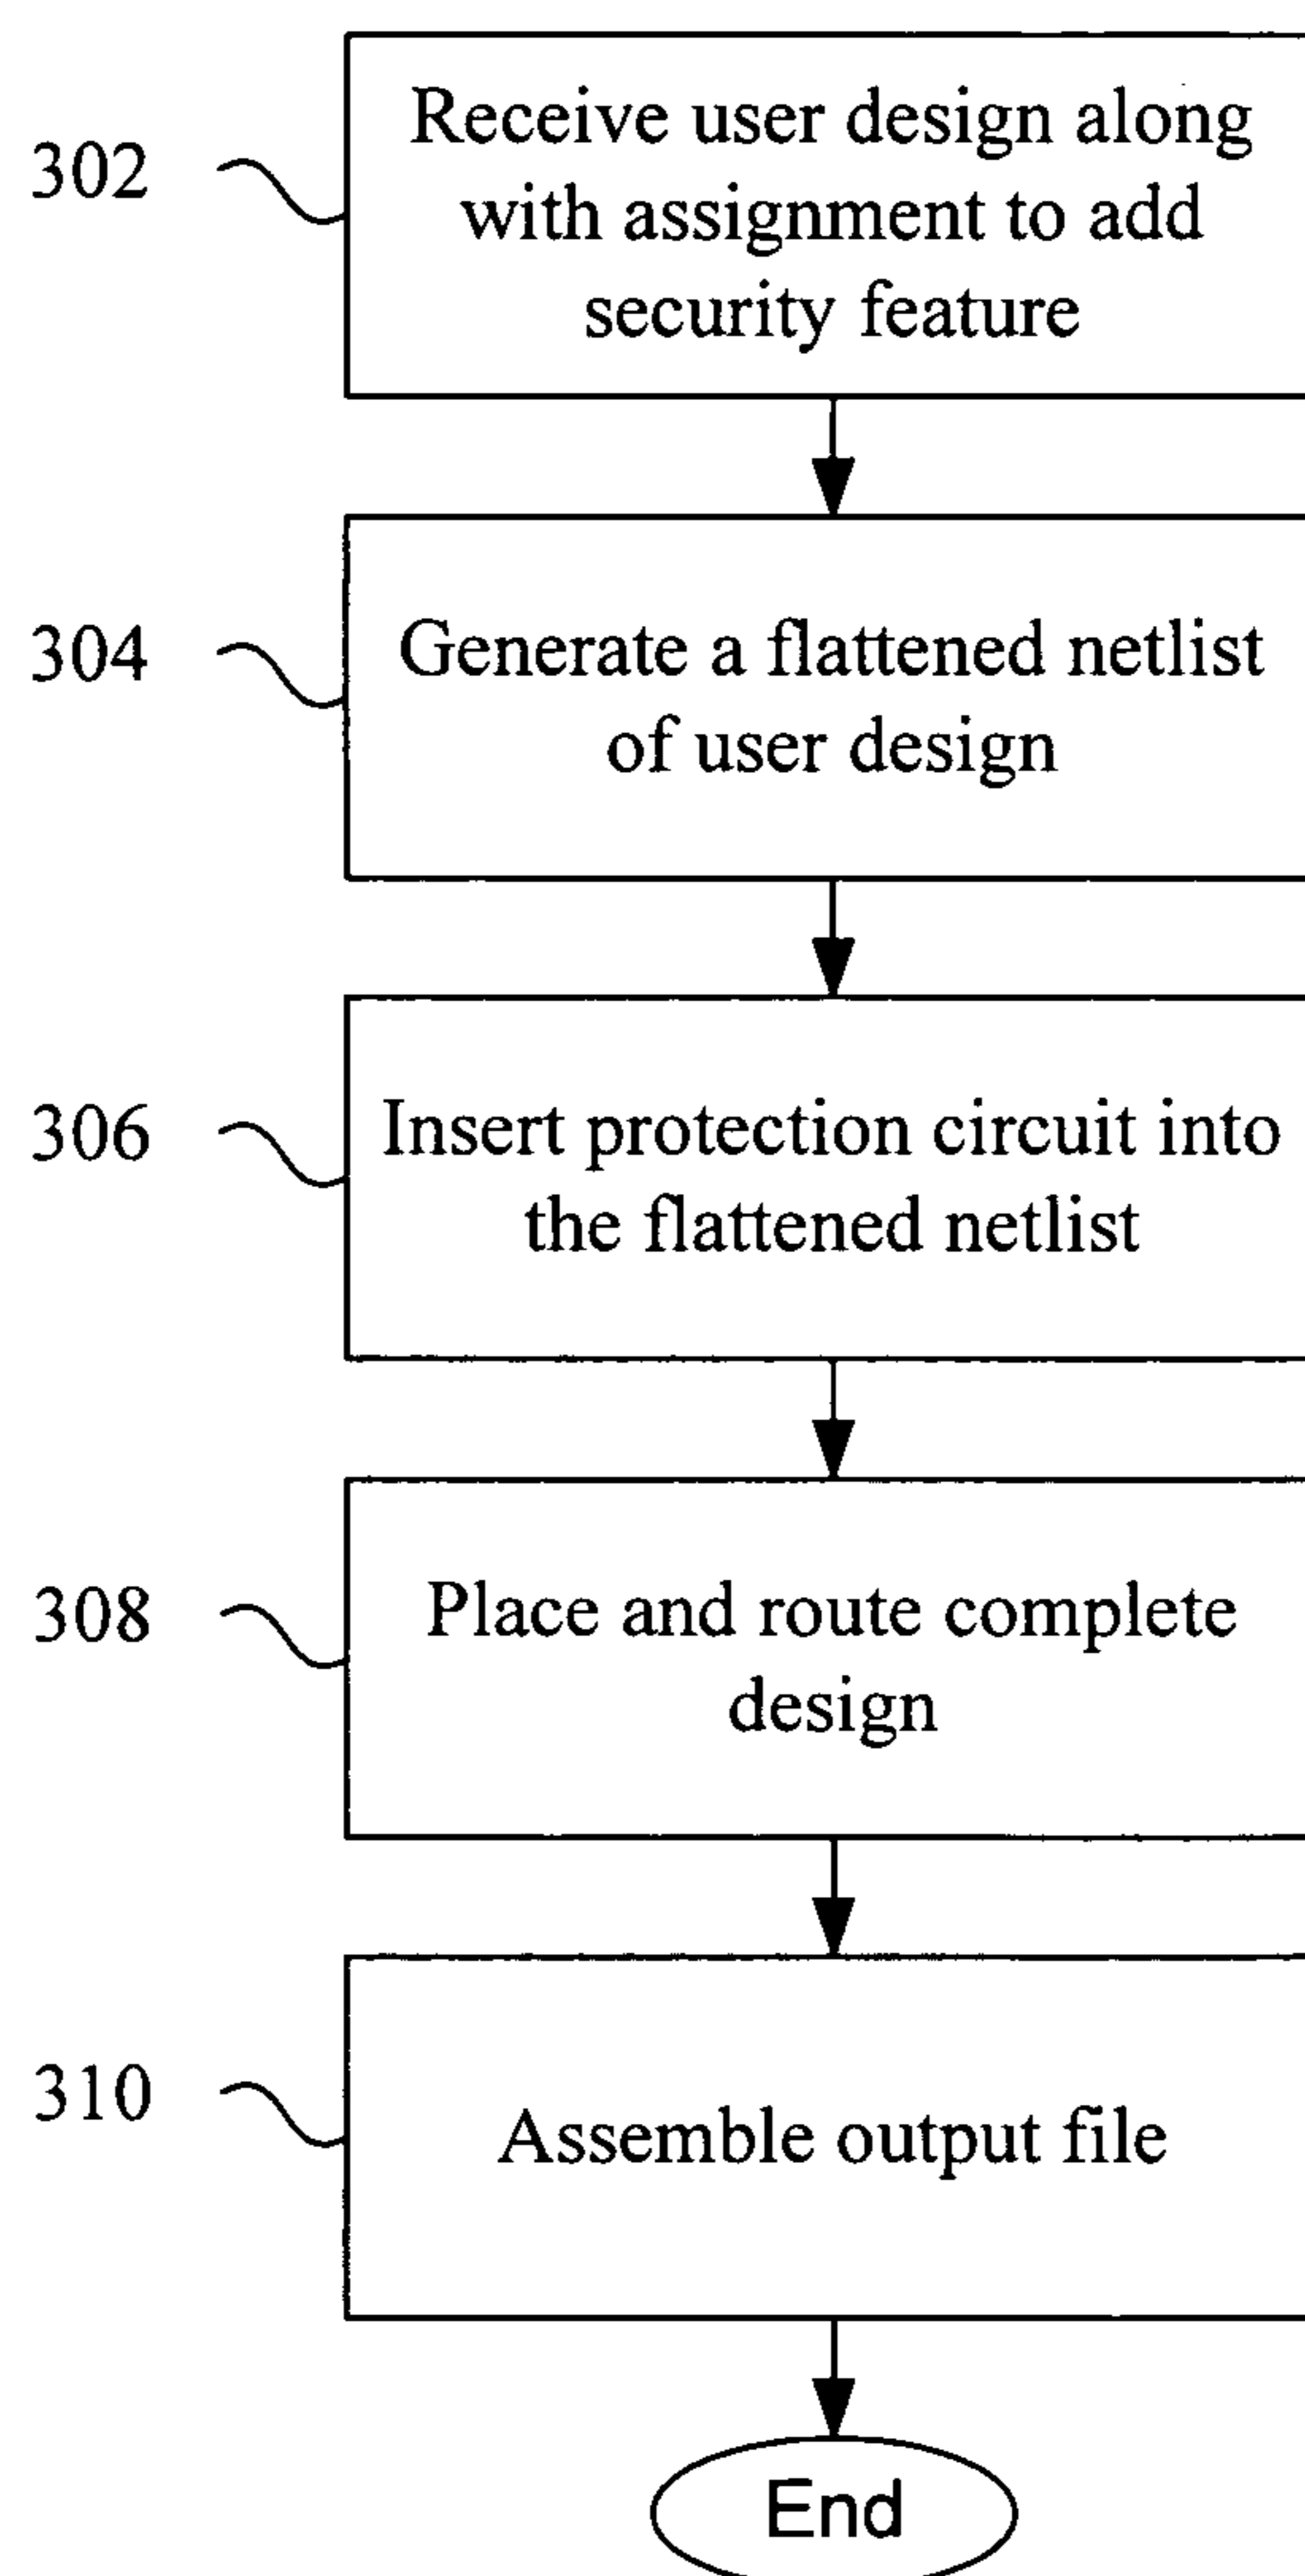 302
Receive user design along
with assignment to add
security feature
304
Generate a flattened netlist
of user design
306
Insert protection circuit into
the flattened netlist
308
Place and route complete
design
310
Assemble output file
End